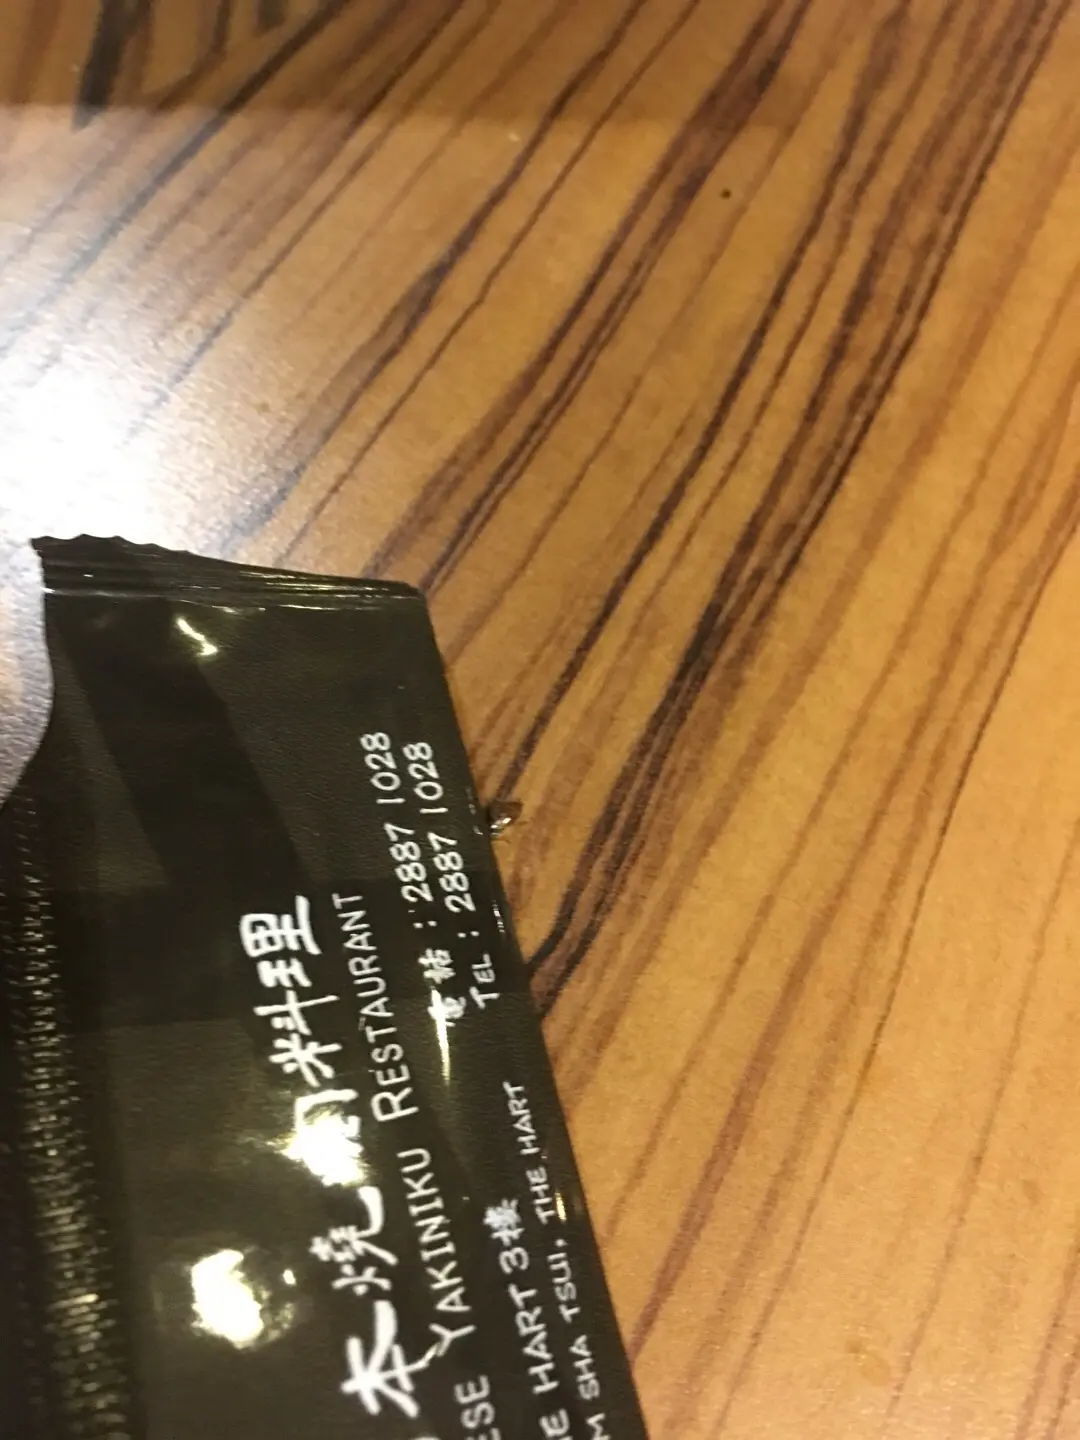 本燒肉料理
ESE YAKINIKU RESTAURANT
電話：2887 1028
TEL : 2887 1028
E HART 3樓
M SHA TSUI, THE HART